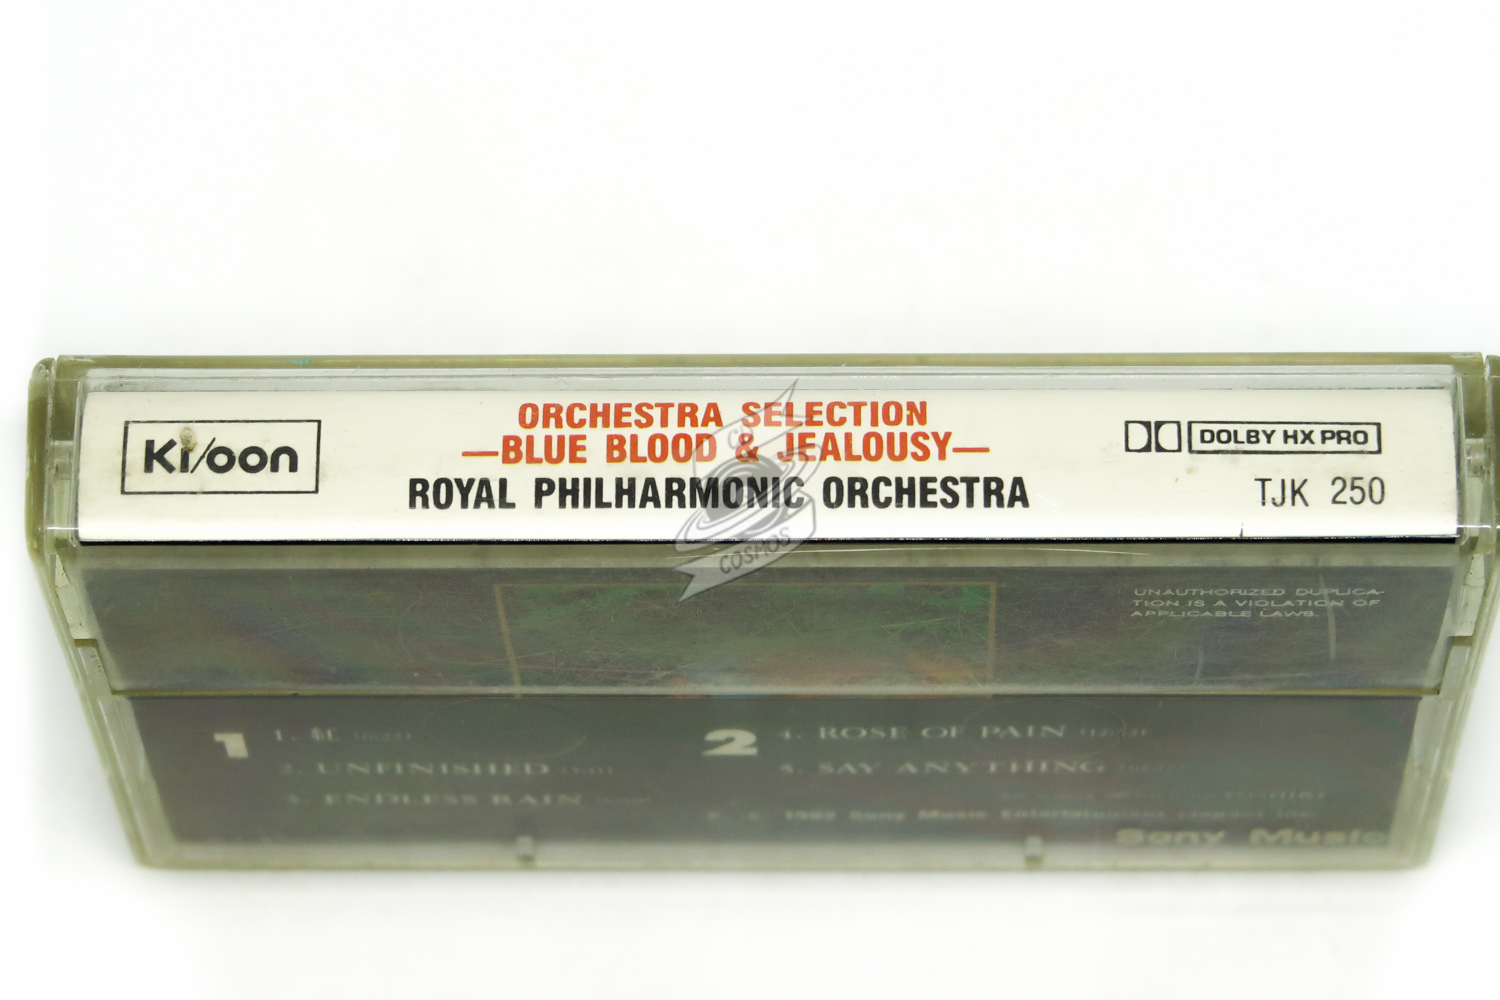 Ki/oon
ORCHESTRA SELECTION
—BLUE BLOOD & JEALOUSY—
ROYAL PHILHARMONIC ORCHESTRA
DOLBY HX PRO
TJK 250
CD
COSMOS
UNAUTHORIZED DUPLICA-
TION IS A VIOLATION OF
APPLICABLE LAWS.
1 1. 紅
2. UNFINISHED
3. ENDLESS RAIN
2 4. ROSE OF PAIN
5. SAY ANYTHING
1992 Sony Music Entertainment
Sony Music